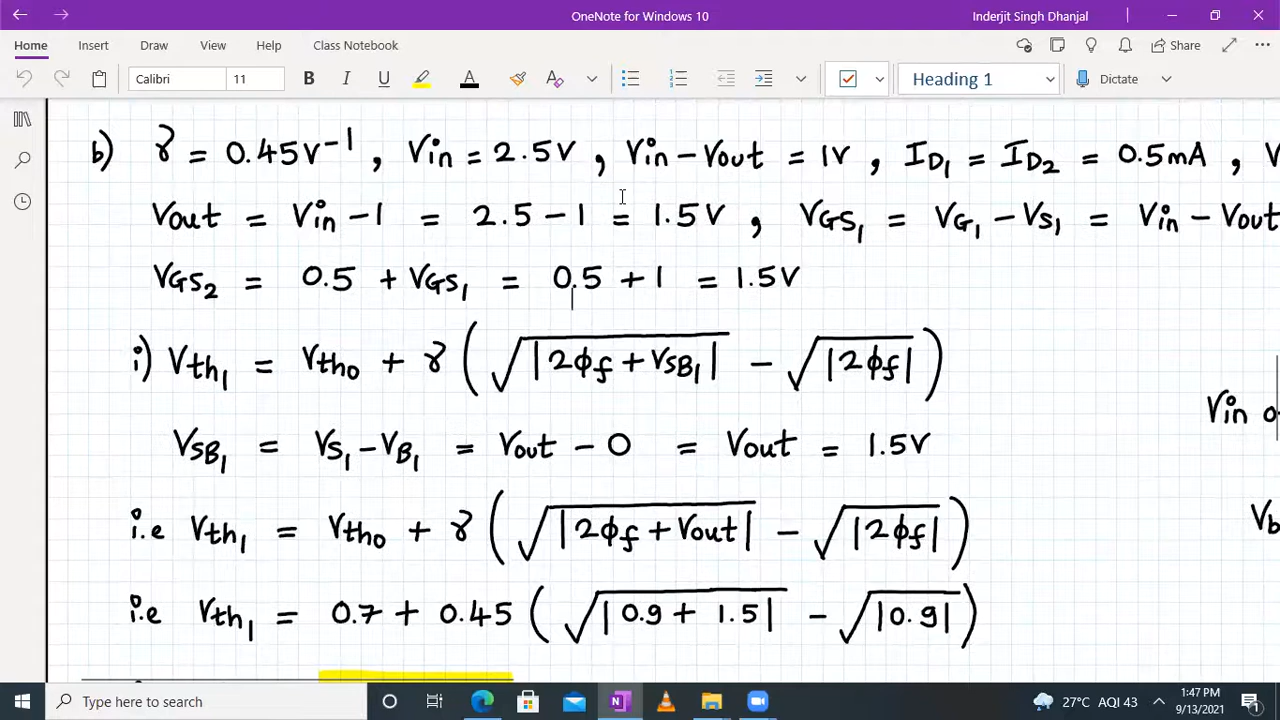 OneNote for Windows 10
Inderjit Singh Dhanjal
Home Insert Draw View Help Class Notebook
Share
Calibri 11 B I U A Heading 1 Dictate
b) γ = 0.45V⁻¹ , Vin = 2.5V , Vin − Vout = 1V , ID₁ = ID₂ = 0.5mA , V
Vout = Vin − 1 = 2.5 − 1 = 1.5V , VGS₁ = VG₁ − VS₁ = Vin − Vout
VGS₂ = 0.5 + VGS₁ = 0.5 + 1 = 1.5V
i) Vth₁ = Vtho + γ ( √|2ϕf + VSB₁| − √|2ϕf| )
Vin
VSB₁ = VS₁ − VB₁ = Vout − 0 = Vout = 1.5V
i.e Vth₁ = Vtho + γ ( √|2ϕf + Vout| − √|2ϕf| )
Vb
i.e Vth₁ = 0.7 + 0.45 ( √|0.9 + 1.5| − √|0.9| )
Type here to search
27°C AQI 43
1:47 PM
9/13/2021